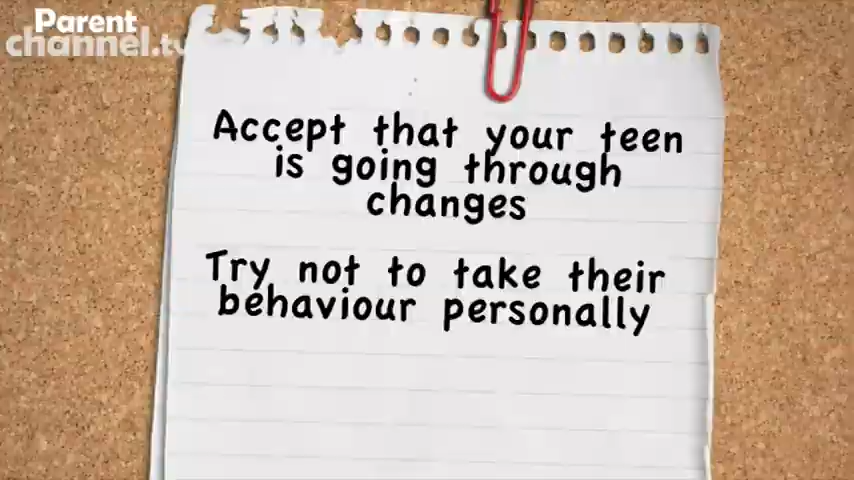 Parent
channel.tv
Accept that your teen
is going through
changes
Try not to take their
behaviour personally